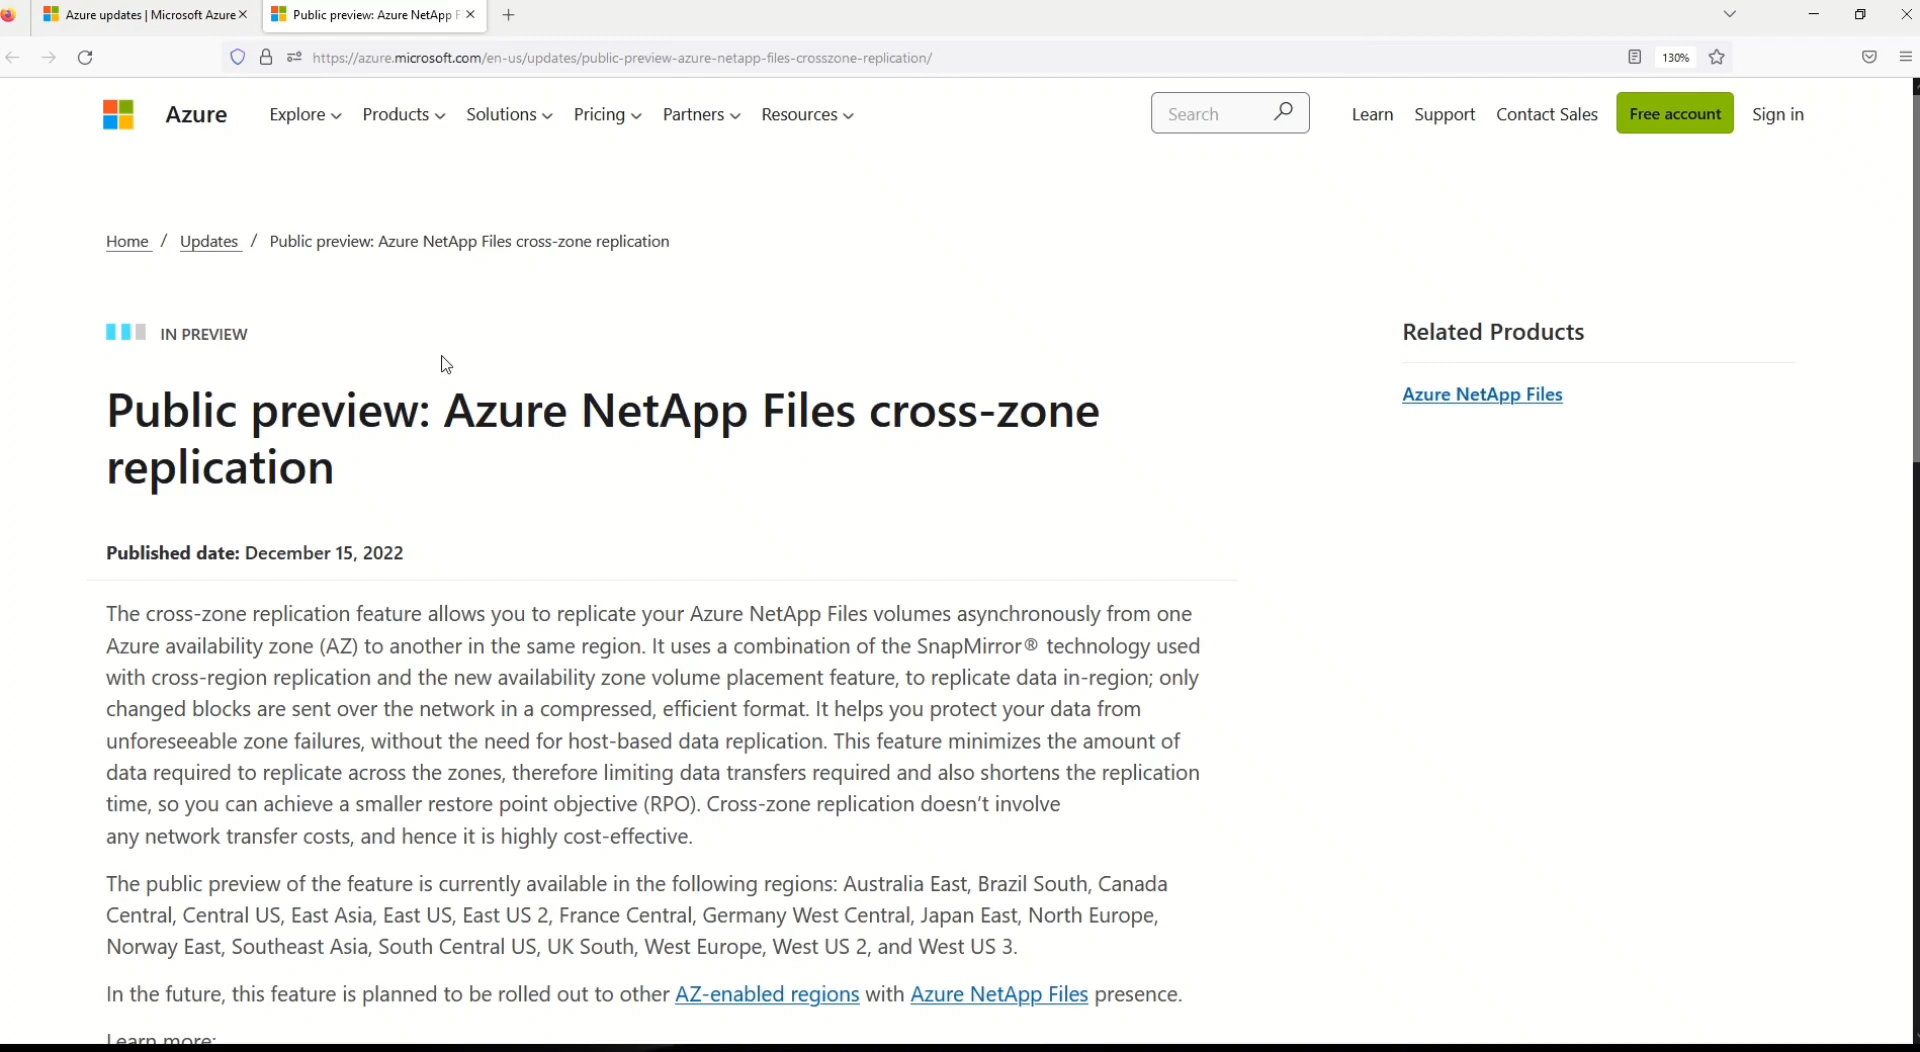 Azure updates | Microsoft Azure
Public preview: Azure NetApp F
https://azure.microsoft.com/en-us/updates/public-preview-azure-netapp-files-crosszone-replication/
130%
Azure
Explore
Products
Solutions
Pricing
Partners
Resources
Search
Learn
Support
Contact Sales
Free account
Sign in
Home / Updates / Public preview: Azure NetApp Files cross-zone replication
IN PREVIEW
Related Products
Azure NetApp Files
Public preview: Azure NetApp Files cross-zone
replication
Published date: December 15, 2022
The cross-zone replication feature allows you to replicate your Azure NetApp Files volumes asynchronously from one
Azure availability zone (AZ) to another in the same region. It uses a combination of the SnapMirror® technology used
with cross-region replication and the new availability zone volume placement feature, to replicate data in-region; only
changed blocks are sent over the network in a compressed, efficient format. It helps you protect your data from
unforeseeable zone failures, without the need for host-based data replication. This feature minimizes the amount of
data required to replicate across the zones, therefore limiting data transfers required and also shortens the replication
time, so you can achieve a smaller restore point objective (RPO). Cross-zone replication doesn’t involve
any network transfer costs, and hence it is highly cost-effective.
The public preview of the feature is currently available in the following regions: Australia East, Brazil South, Canada
Central, Central US, East Asia, East US, East US 2, France Central, Germany West Central, Japan East, North Europe,
Norway East, Southeast Asia, South Central US, UK South, West Europe, West US 2, and West US 3.
In the future, this feature is planned to be rolled out to other AZ-enabled regions with Azure NetApp Files presence.
Learn more: